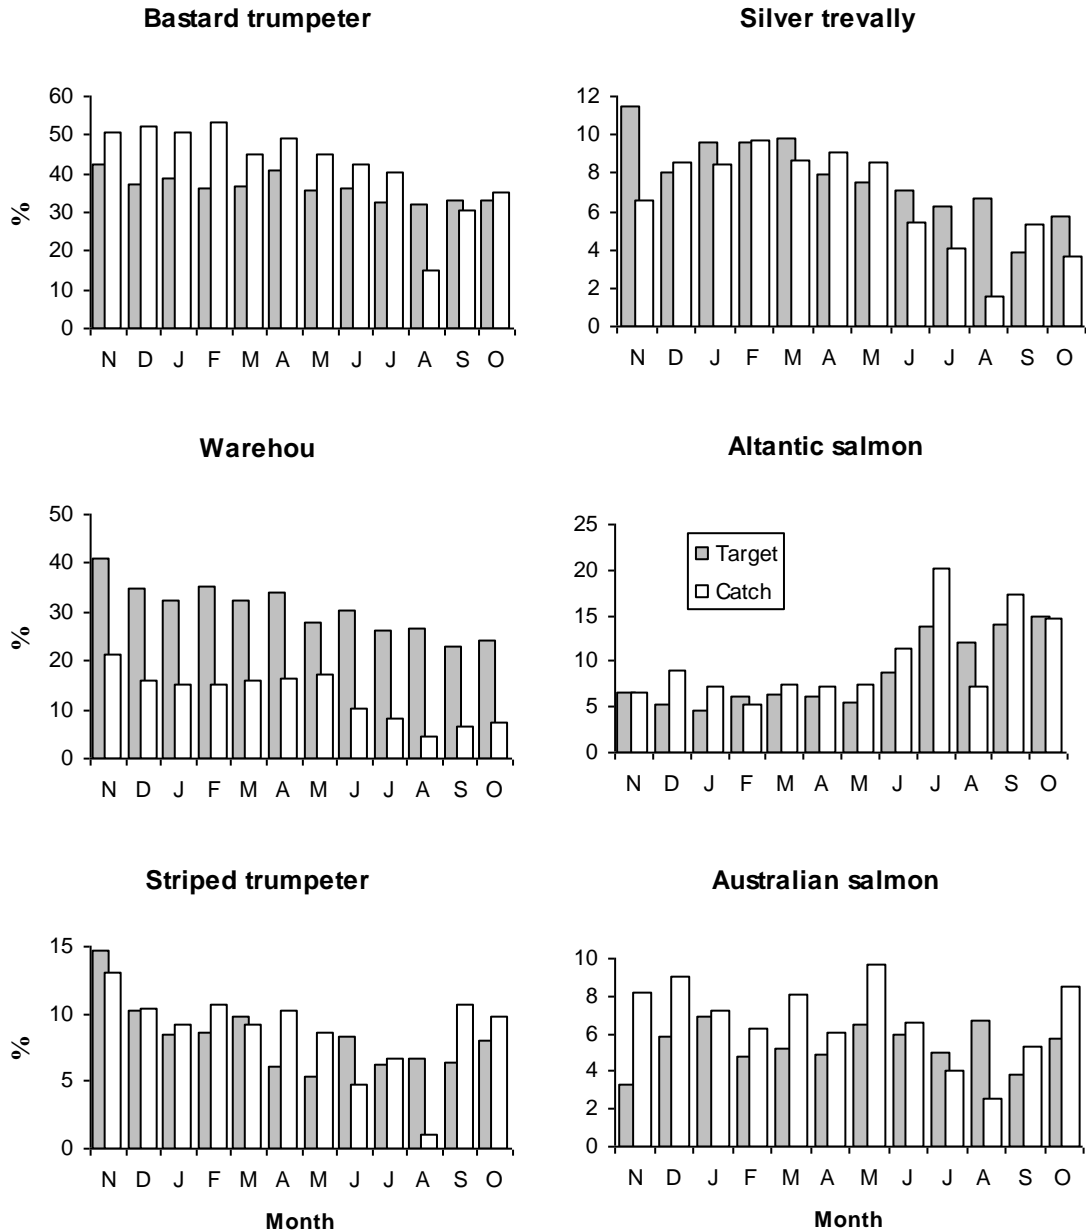 Bastard trumpeter
60
50
40
30
20
10
0
%
N D J F M A M J J A S O
Silver trevally
12
10
8
6
4
2
0
N D J F M A M J J A S O
Warehou
50
40
30
20
10
0
%
N D J F M A M J J A S O
Altantic salmon
25
20
15
10
5
0
Target
Catch
N D J F M A M J J A S O
Striped trumpeter
15
10
5
0
%
N D J F M A M J J A S O
Month
Australian salmon
10
8
6
4
2
0
N D J F M A M J J A S O
Month